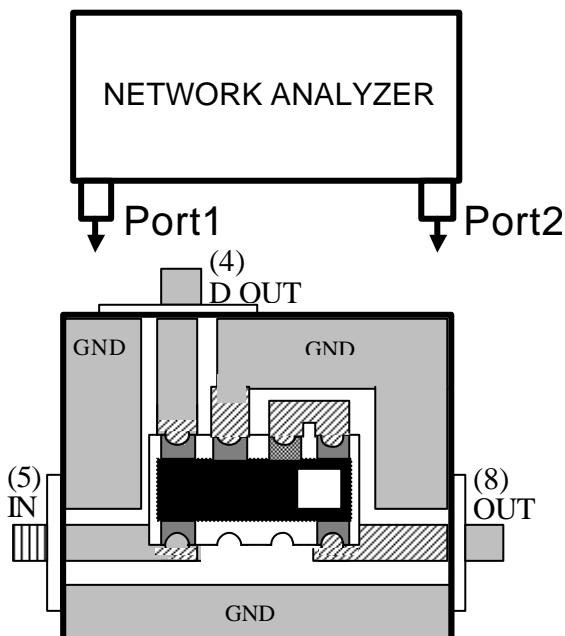 NETWORK ANALYZER
Port1
Port2
(4)
D OUT
GND
GND
(5)
IN
(8)
OUT
GND